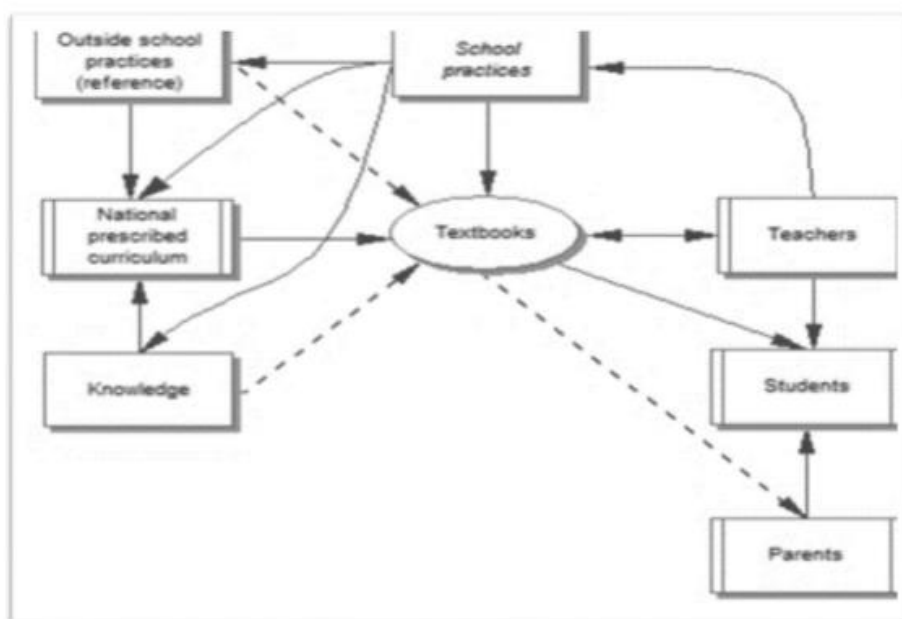 Outside school
practices
(reference)
School
practices
National
prescribed
curriculum
Textbooks
Teachers
Knowledge
Students
Parents